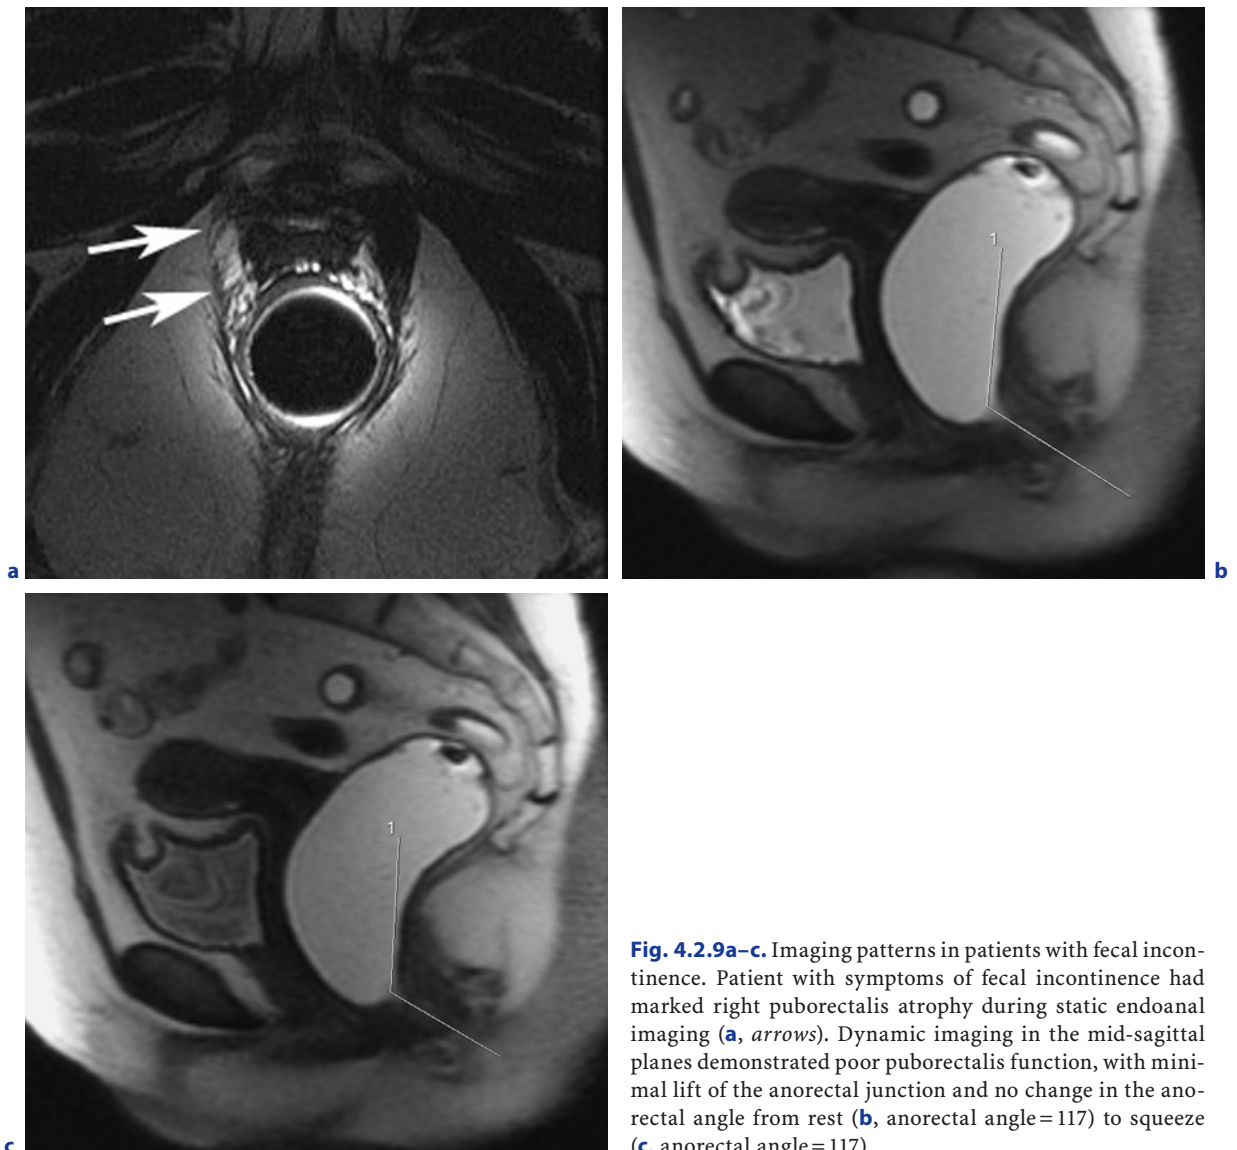 1
a
b
1
c
Fig. 4.2.9a–c. Imaging patterns in patients with fecal incon-
tinence. Patient with symptoms of fecal incontinence had
marked right puborectalis atrophy during static endoanal
imaging (a, arrows). Dynamic imaging in the mid-sagittal
planes demonstrated poor puborectalis function, with mini-
mal lift of the anorectal junction and no change in the ano-
rectal angle from rest (b, anorectal angle = 117) to squeeze
(c, anorectal angle = 117)